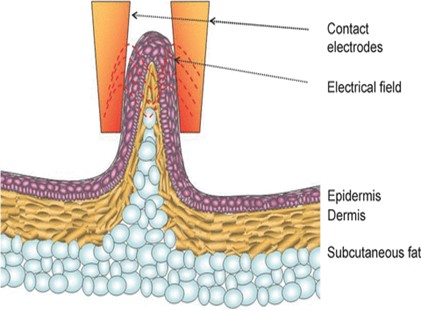 Contact
electrodes
Electrical field
Epidermis
Dermis
Subcutaneous fat